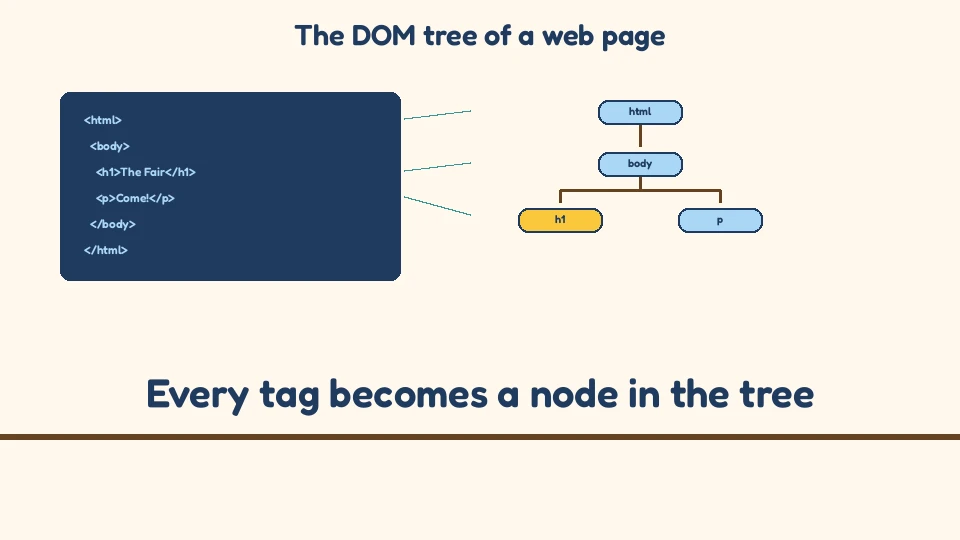 The DOM tree of a web page
<html>
<body>
<h1>The Fair</h1>
<p>Come!</p>
</body>
</html>
html
body
h1
p
Every tag becomes a node in the tree